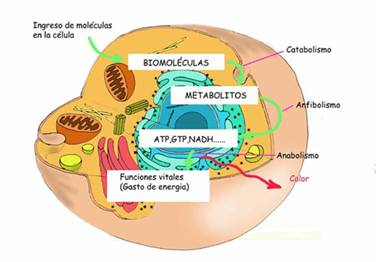 Ingreso de moléculas
en la célula
Catabolismo
BIOMOLÉCULAS
METABOLITOS
Anfibolismo
ATP,GTP,NADH......
Anabolismo
Funciones vitales
(Gasto de energía)
Calor